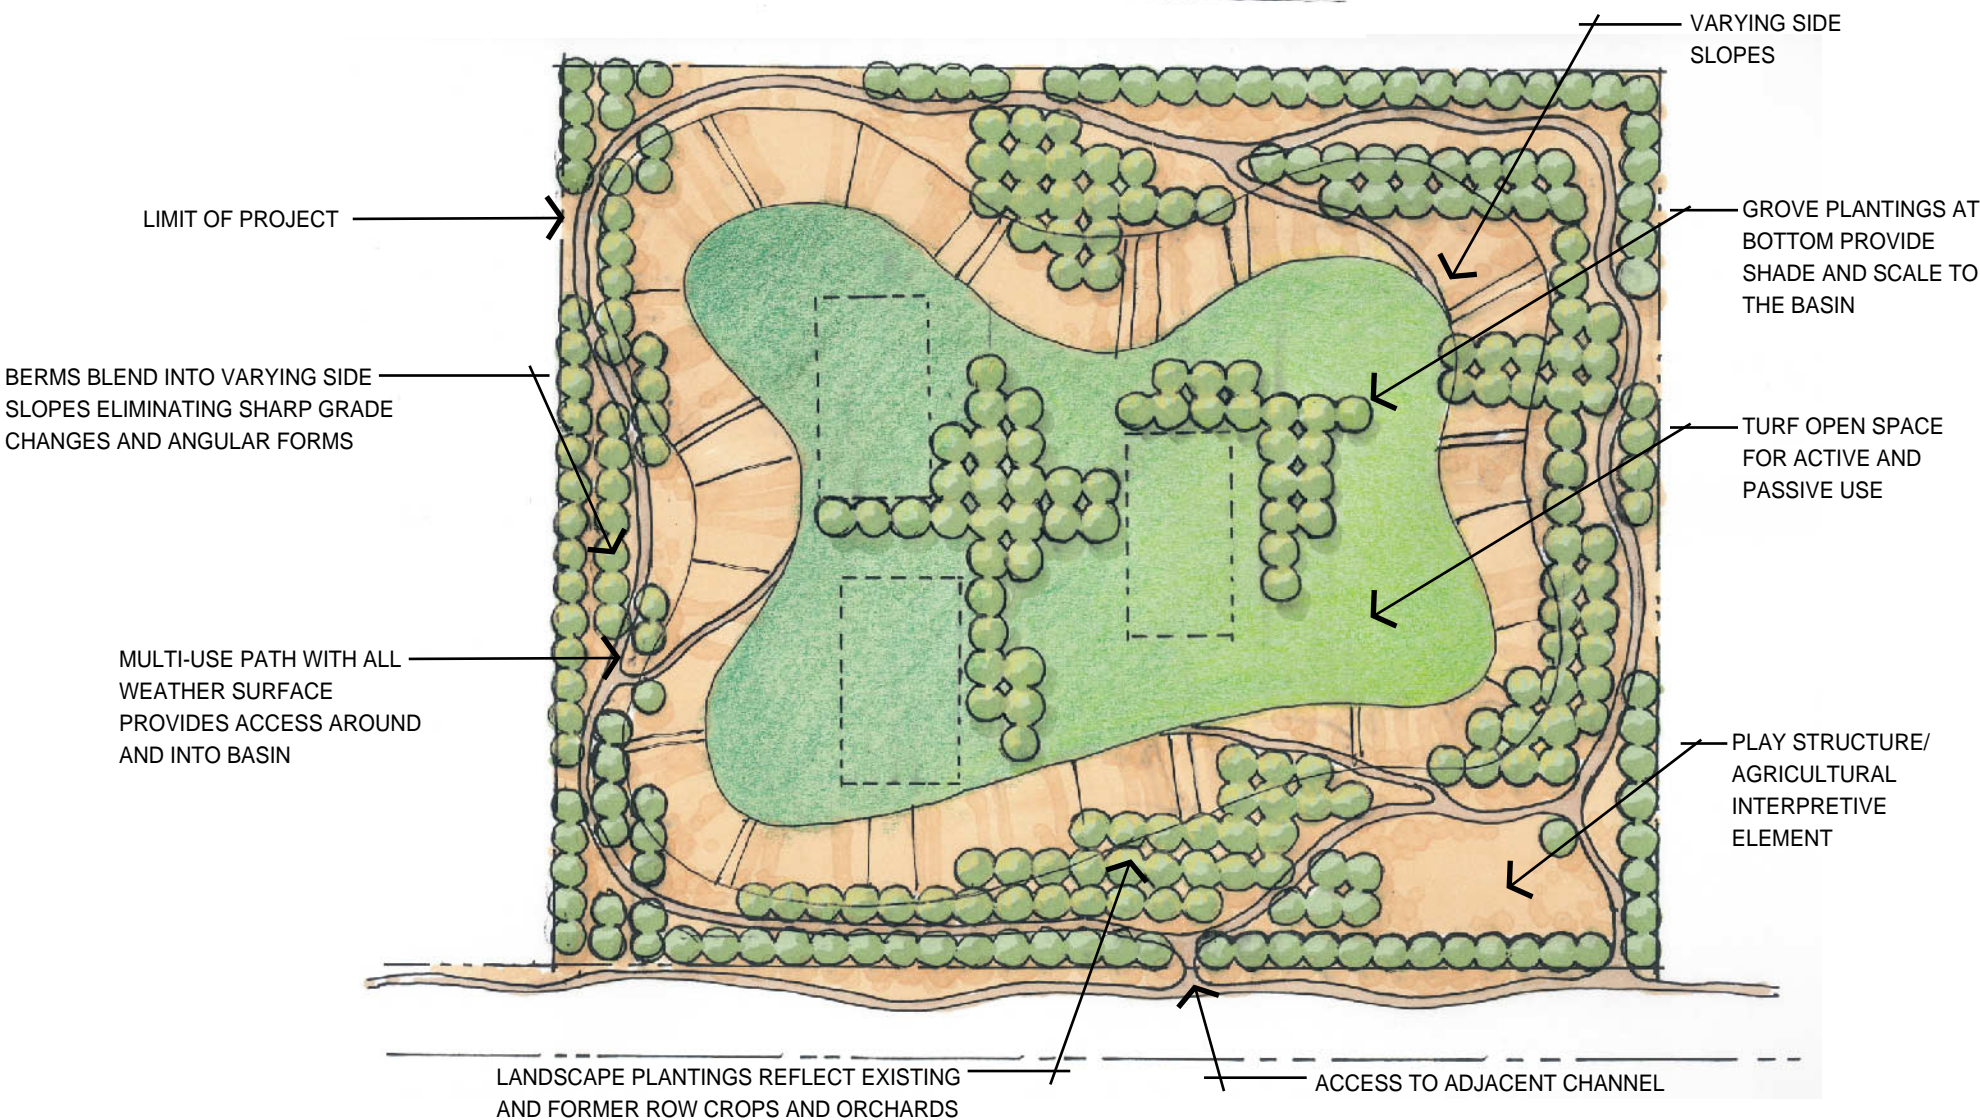 VARYING SIDE
SLOPES
LIMIT OF PROJECT
GROVE PLANTINGS AT
BOTTOM PROVIDE
SHADE AND SCALE TO
THE BASIN
BERMS BLEND INTO VARYING SIDE
SLOPES ELIMINATING SHARP GRADE
CHANGES AND ANGULAR FORMS
TURF OPEN SPACE
FOR ACTIVE AND
PASSIVE USE
MULTI-USE PATH WITH ALL
WEATHER SURFACE
PROVIDES ACCESS AROUND
AND INTO BASIN
PLAY STRUCTURE/
AGRICULTURAL
INTERPRETIVE
ELEMENT
LANDSCAPE PLANTINGS REFLECT EXISTING
AND FORMER ROW CROPS AND ORCHARDS
ACCESS TO ADJACENT CHANNEL